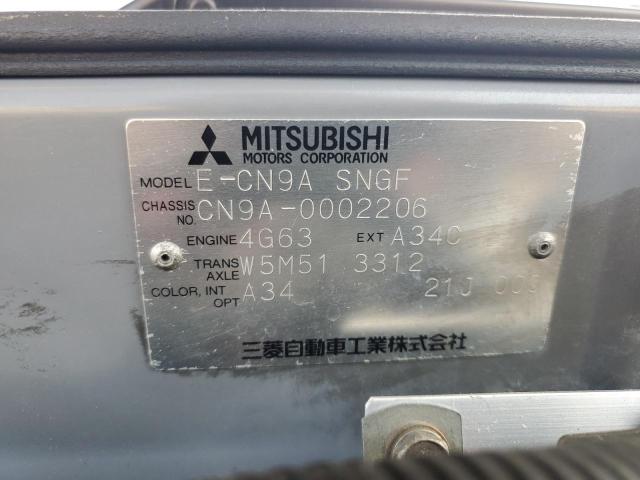 MITSUBISHI
MOTORS CORPORATION
MODEL E-CN9A SNGF
CHASSIS NO. CN9A-0002206
ENGINE 4G63 EXT A34C
TRANS AXLE W5M51 3312
COLOR, INT OPT A34 21J 009
三菱自動車工業株式会社